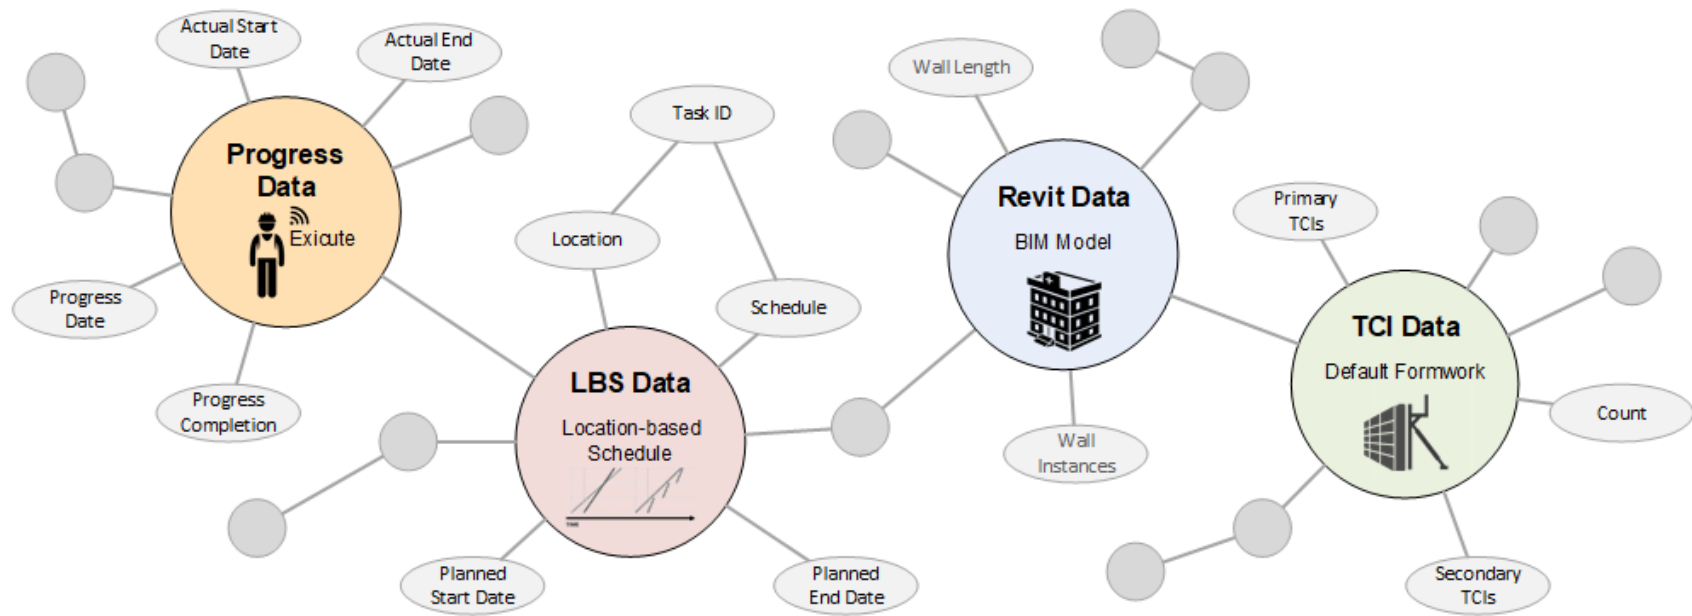 Actual Start
Date
Actual End
Date
Progress
Data
Exicute
Progress
Date
Progress
Completion
Task ID
Location
Schedule
LBS Data
Location-based
Schedule
TIME
Planned
Start Date
Planned
End Date
Wall Length
Revit Data
BIM Model
Wall
Instances
Primary
TCIs
TCI Data
Default Formwork
Count
Secondary
TCIs